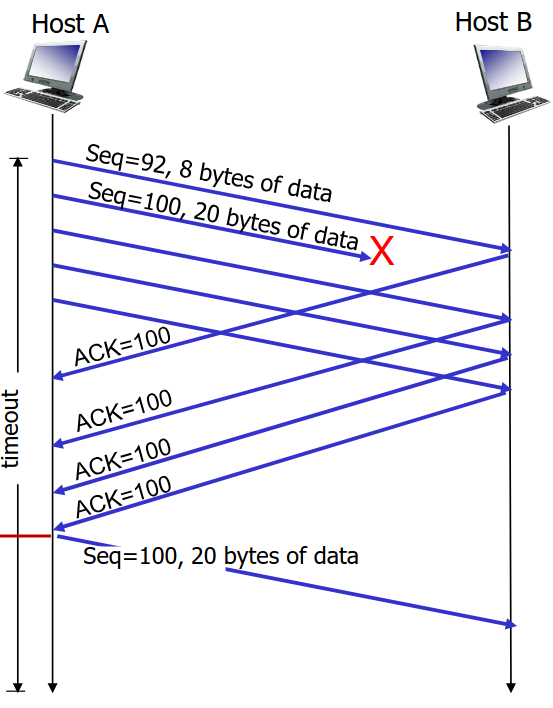 Host A
Host B
Seq=92, 8 bytes of data
Seq=100, 20 bytes of data
X
ACK=100
ACK=100
ACK=100
ACK=100
timeout
Seq=100, 20 bytes of data